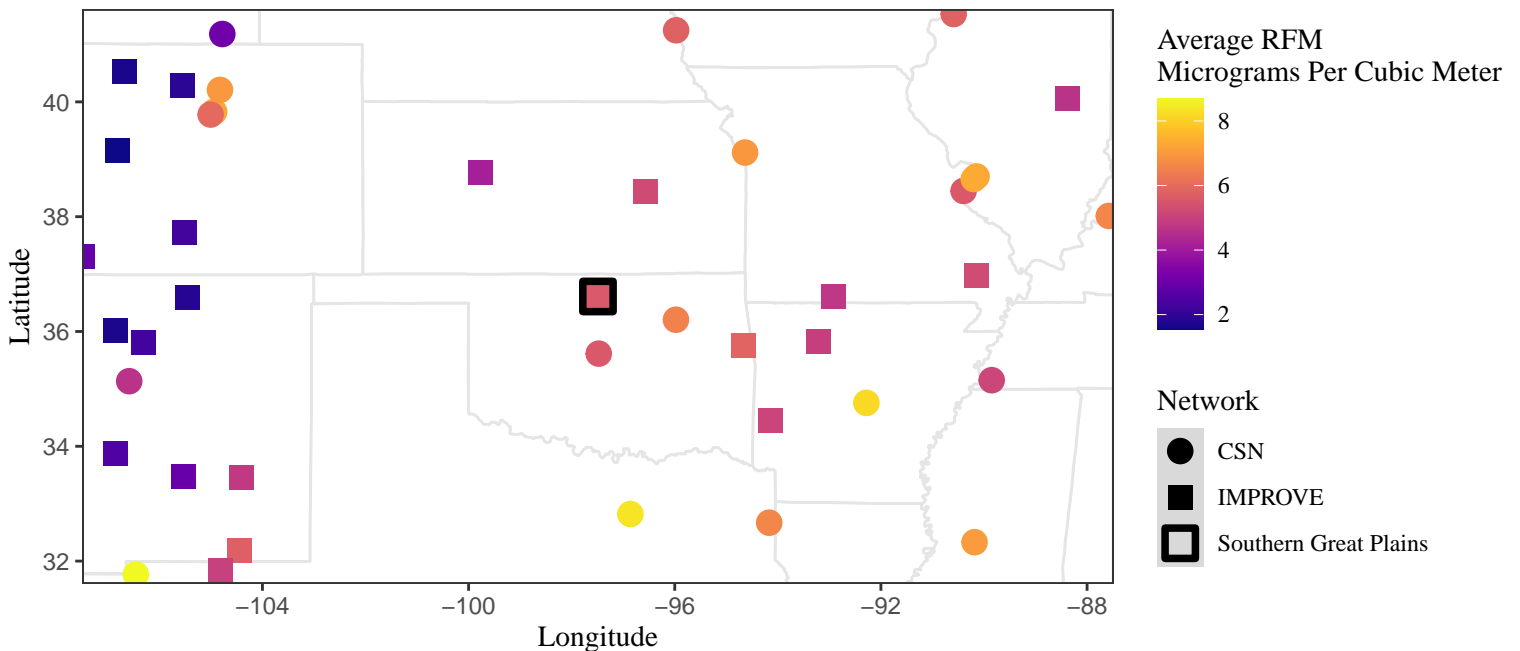 Average RFM
Micrograms Per Cubic Meter
8
6
4
2
Network
CSN
IMPROVE
Southern Great Plains
Latitude
40
38
36
34
32
−104
−100
−96
−92
−88
Longitude